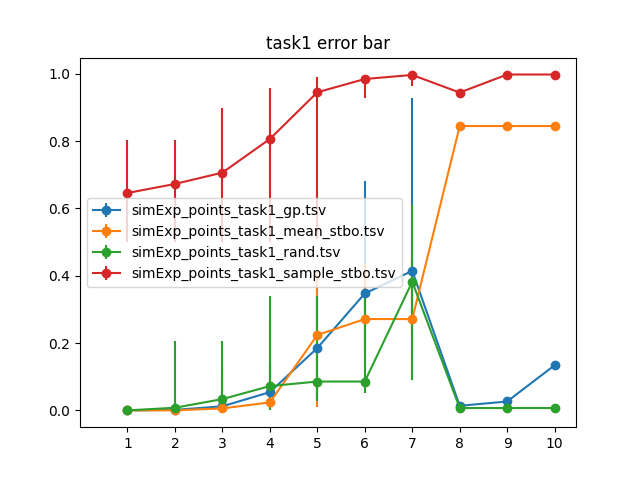 task1 error bar
1.0
0.8
0.6
0.4
0.2
0.0
simExp_points_task1_gp.tsv
simExp_points_task1_mean_stbo.tsv
simExp_points_task1_rand.tsv
simExp_points_task1_sample_stbo.tsv
1 2 3 4 5 6 7 8 9 10